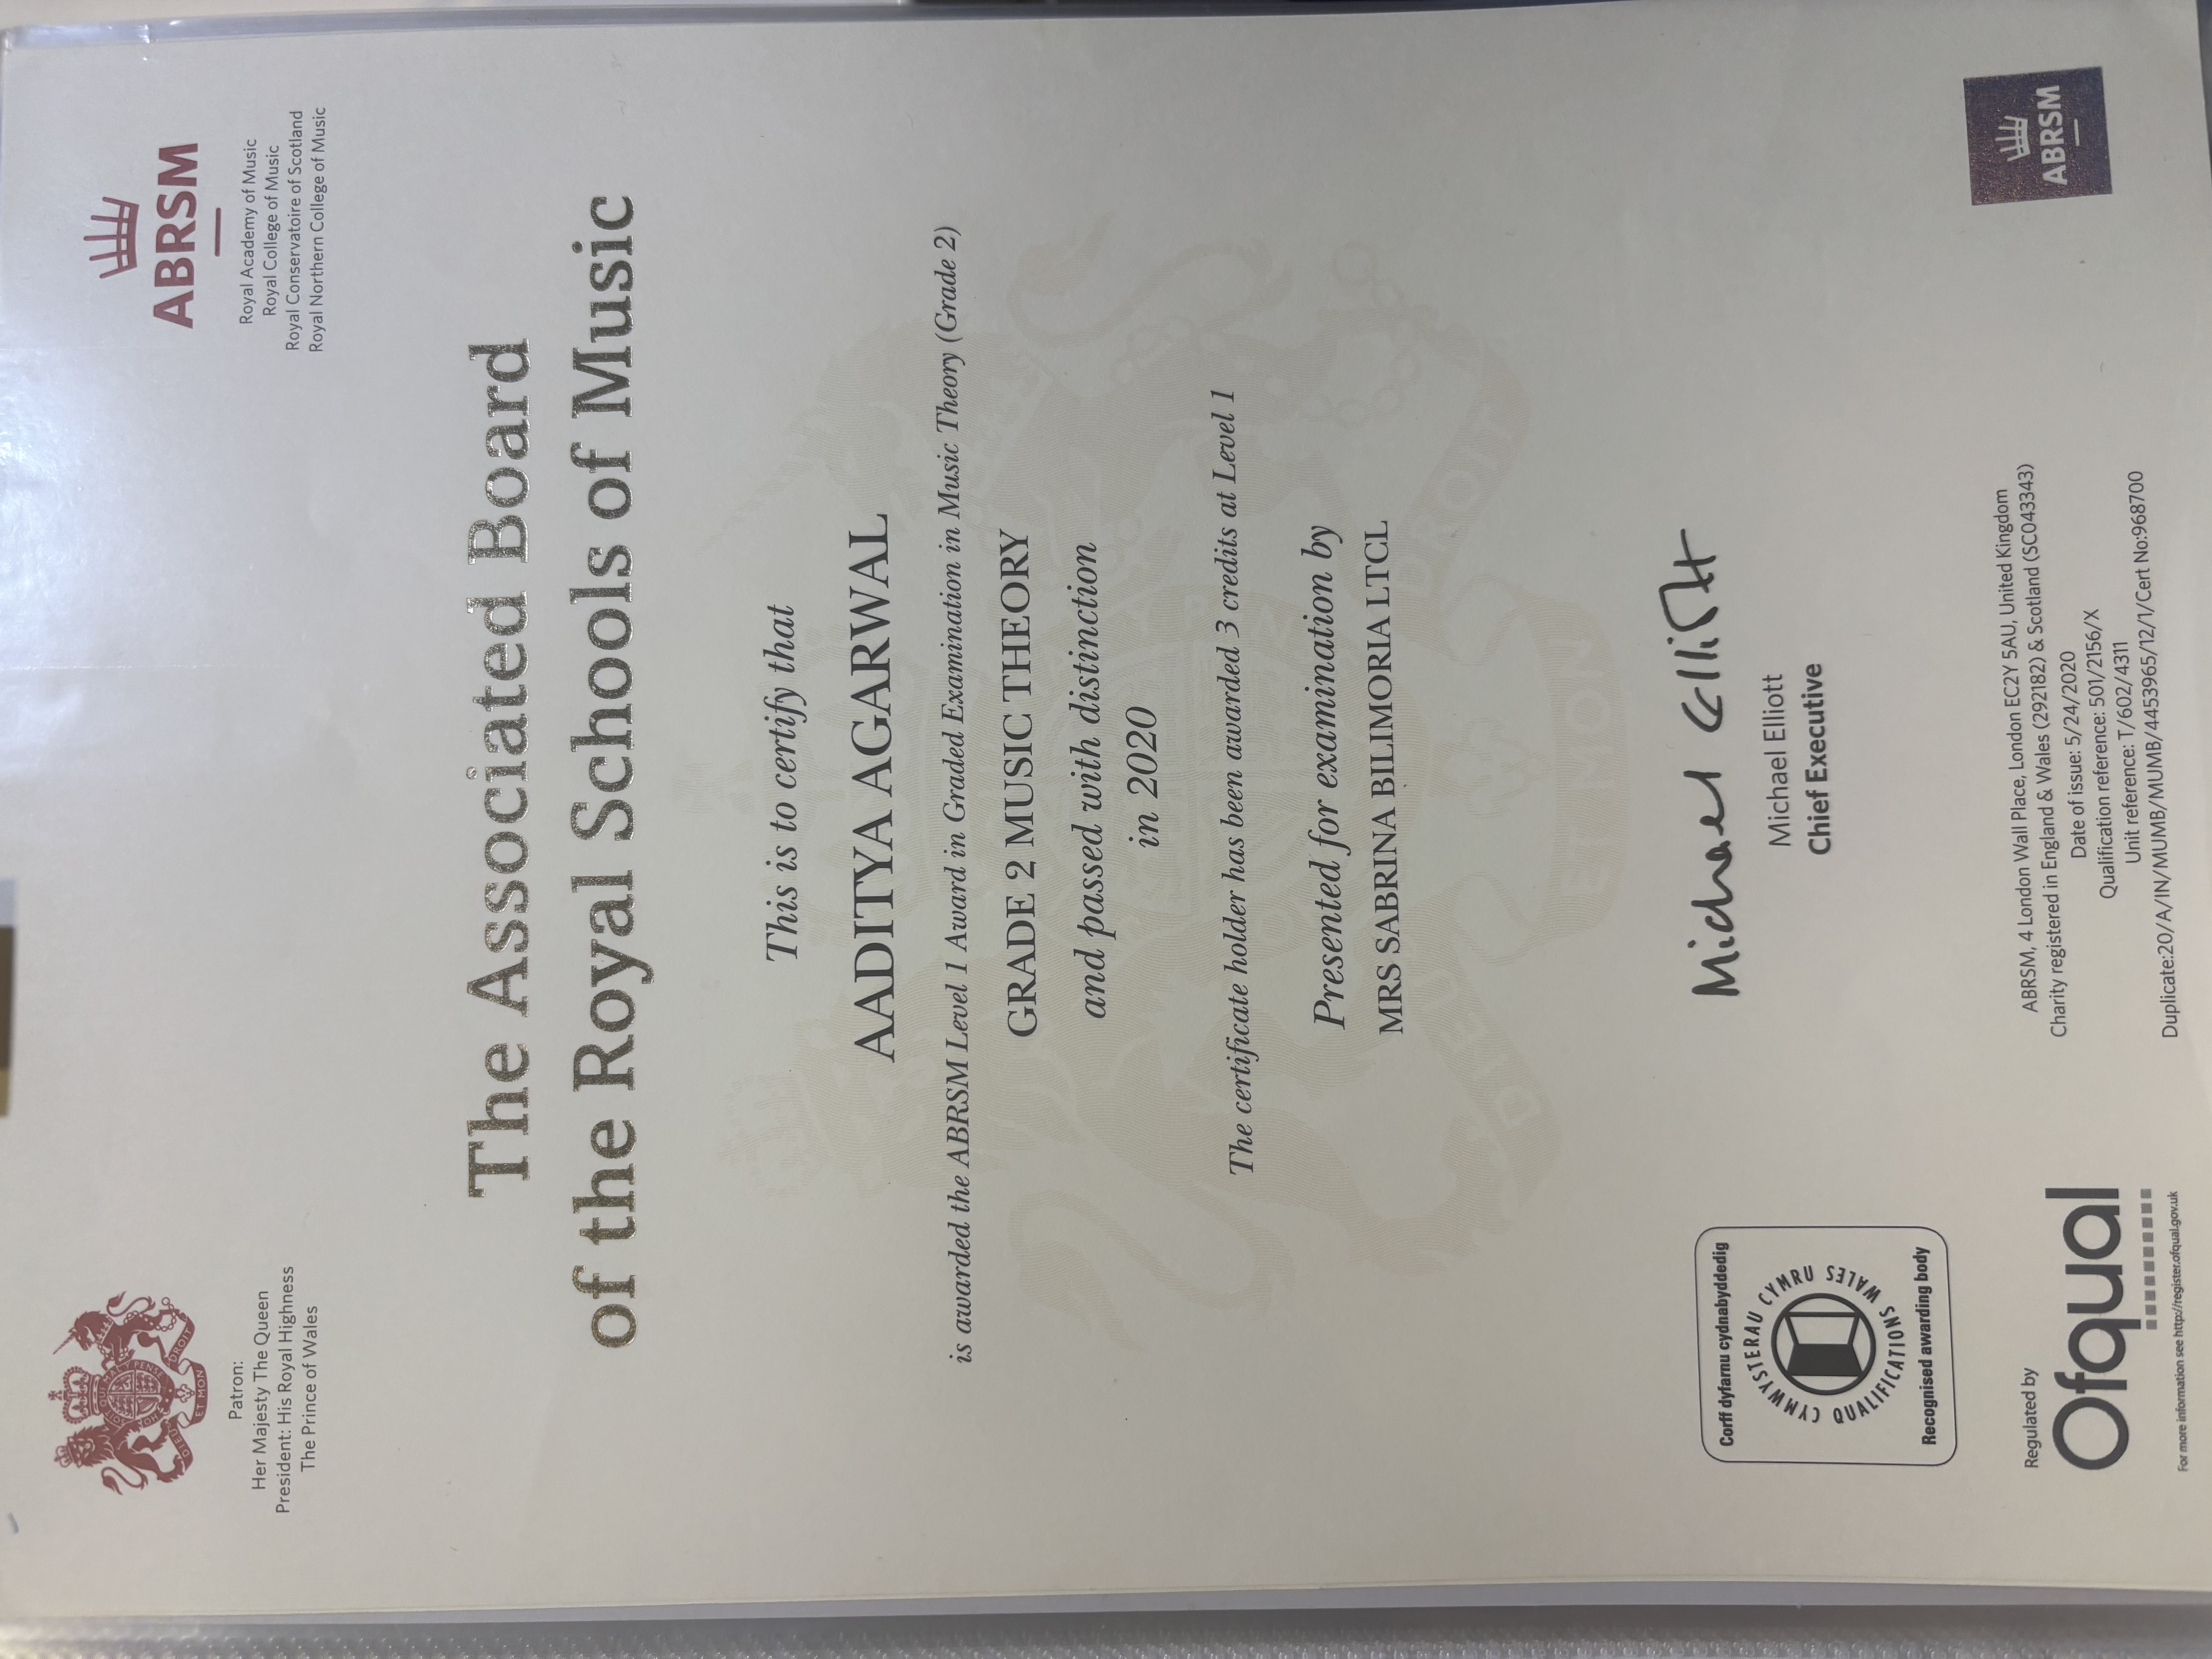 DIEU ET MON DROIT
Patron:
Her Majesty The Queen
President: His Royal Highness
The Prince of Wales
ABRSM
Royal Academy of Music
Royal College of Music
Royal Conservatoire of Scotland
Royal Northern College of Music
The Associated Board
of the Royal Schools of Music
This is to certify that
AADITYA AGARWAL
is awarded the ABRSM Level 1 Award in Graded Examination in Music Theory (Grade 2)
GRADE 2 MUSIC THEORY
and passed with distinction
in 2020
The certificate holder has been awarded 3 credits at Level 1
Presented for examination by
MRS SABRINA BILIMORIA LTCL
DIEU ET MON DROIT
Michael Elliott
Michael Elliott
Chief Executive
Corff dyfarnu cydnabyddedig
CYMWYSTERAU CYMRU
QUALIFICATIONS WALES
Recognised awarding body
Regulated by
Ofqual
For more information see http://register.ofqual.gov.uk
ABRSM, 4 London Wall Place, London EC2Y 5AU, United Kingdom
Charity registered in England & Wales (292182) & Scotland (SC043343)
Date of issue: 5/24/2020
Qualification reference: 501/2156/X
Unit reference: T/602/4311
Duplicate:20/A/IN/MUMB/MUMB/4453965/12/1/Cert No:968700
ABRSM